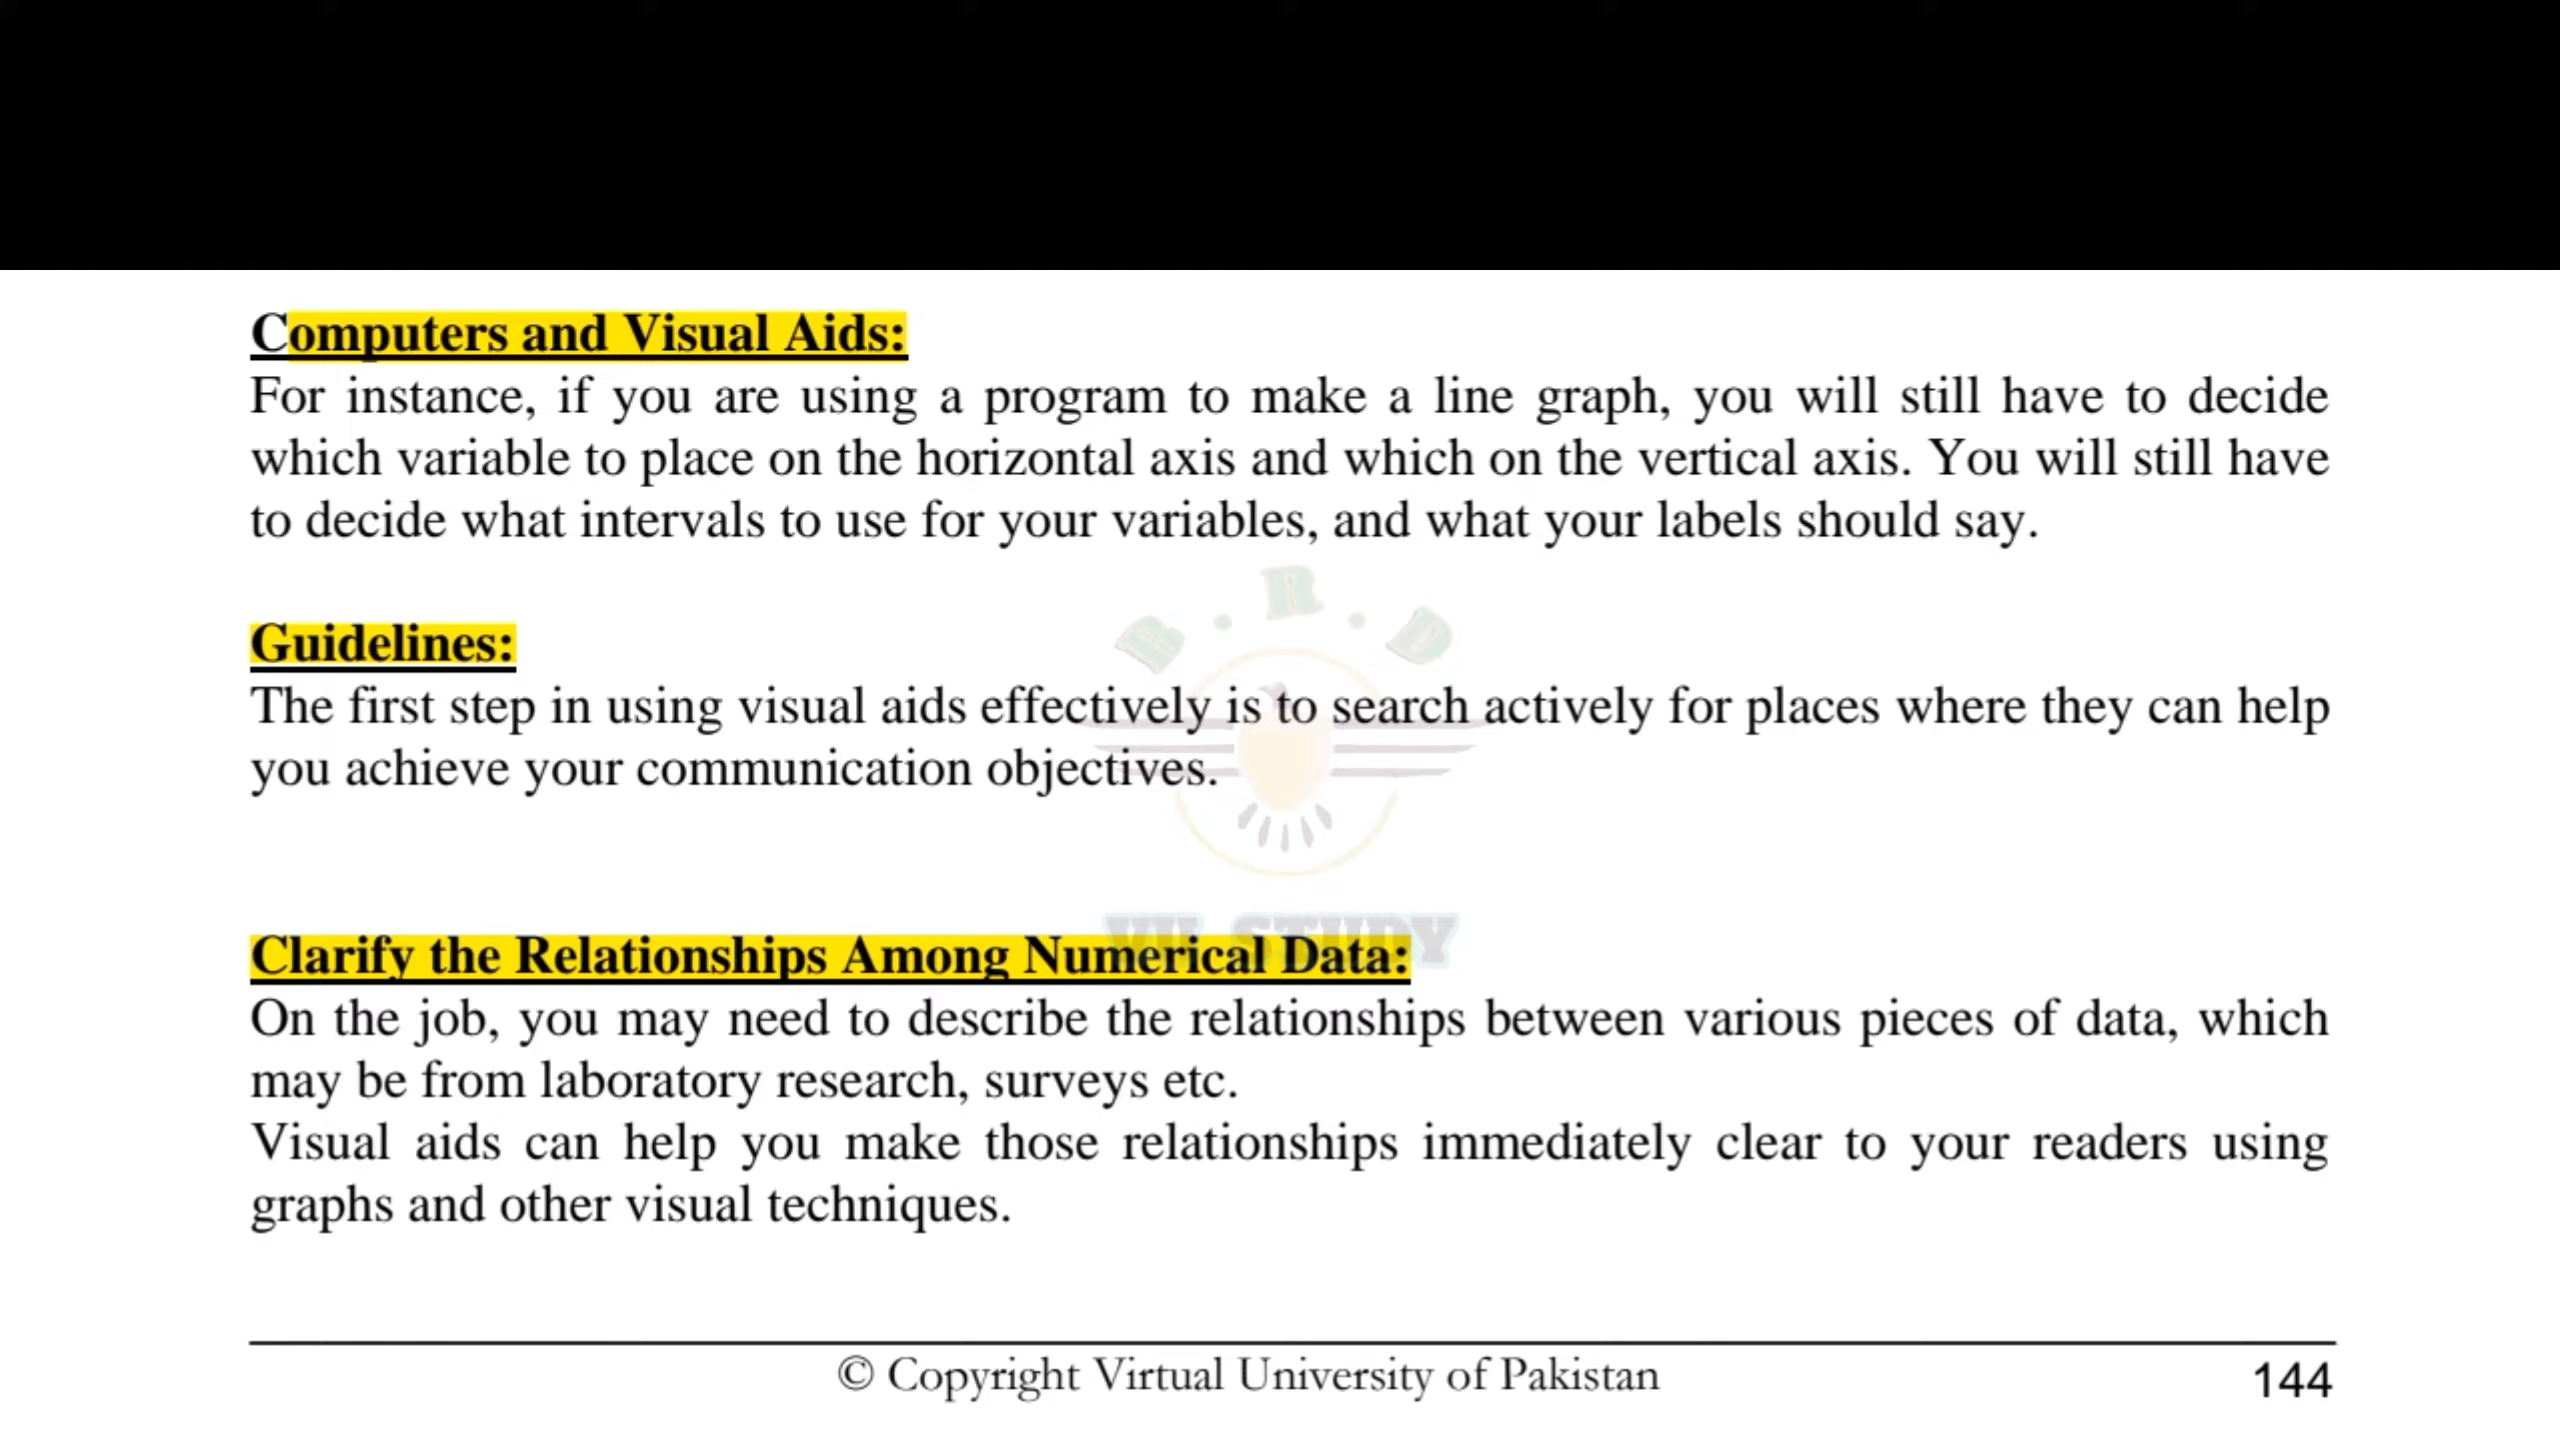 Computers and Visual Aids:
For instance, if you are using a program to make a line graph, you will still have to decide
which variable to place on the horizontal axis and which on the vertical axis. You will still have
to decide what intervals to use for your variables, and what your labels should say.
B . R . D
Guidelines:
The first step in using visual aids effectively is to search actively for places where they can help
you achieve your communication objectives.
VU STUDY
Clarify the Relationships Among Numerical Data:
On the job, you may need to describe the relationships between various pieces of data, which
may be from laboratory research, surveys etc.
Visual aids can help you make those relationships immediately clear to your readers using
graphs and other visual techniques.
© Copyright Virtual University of Pakistan
144